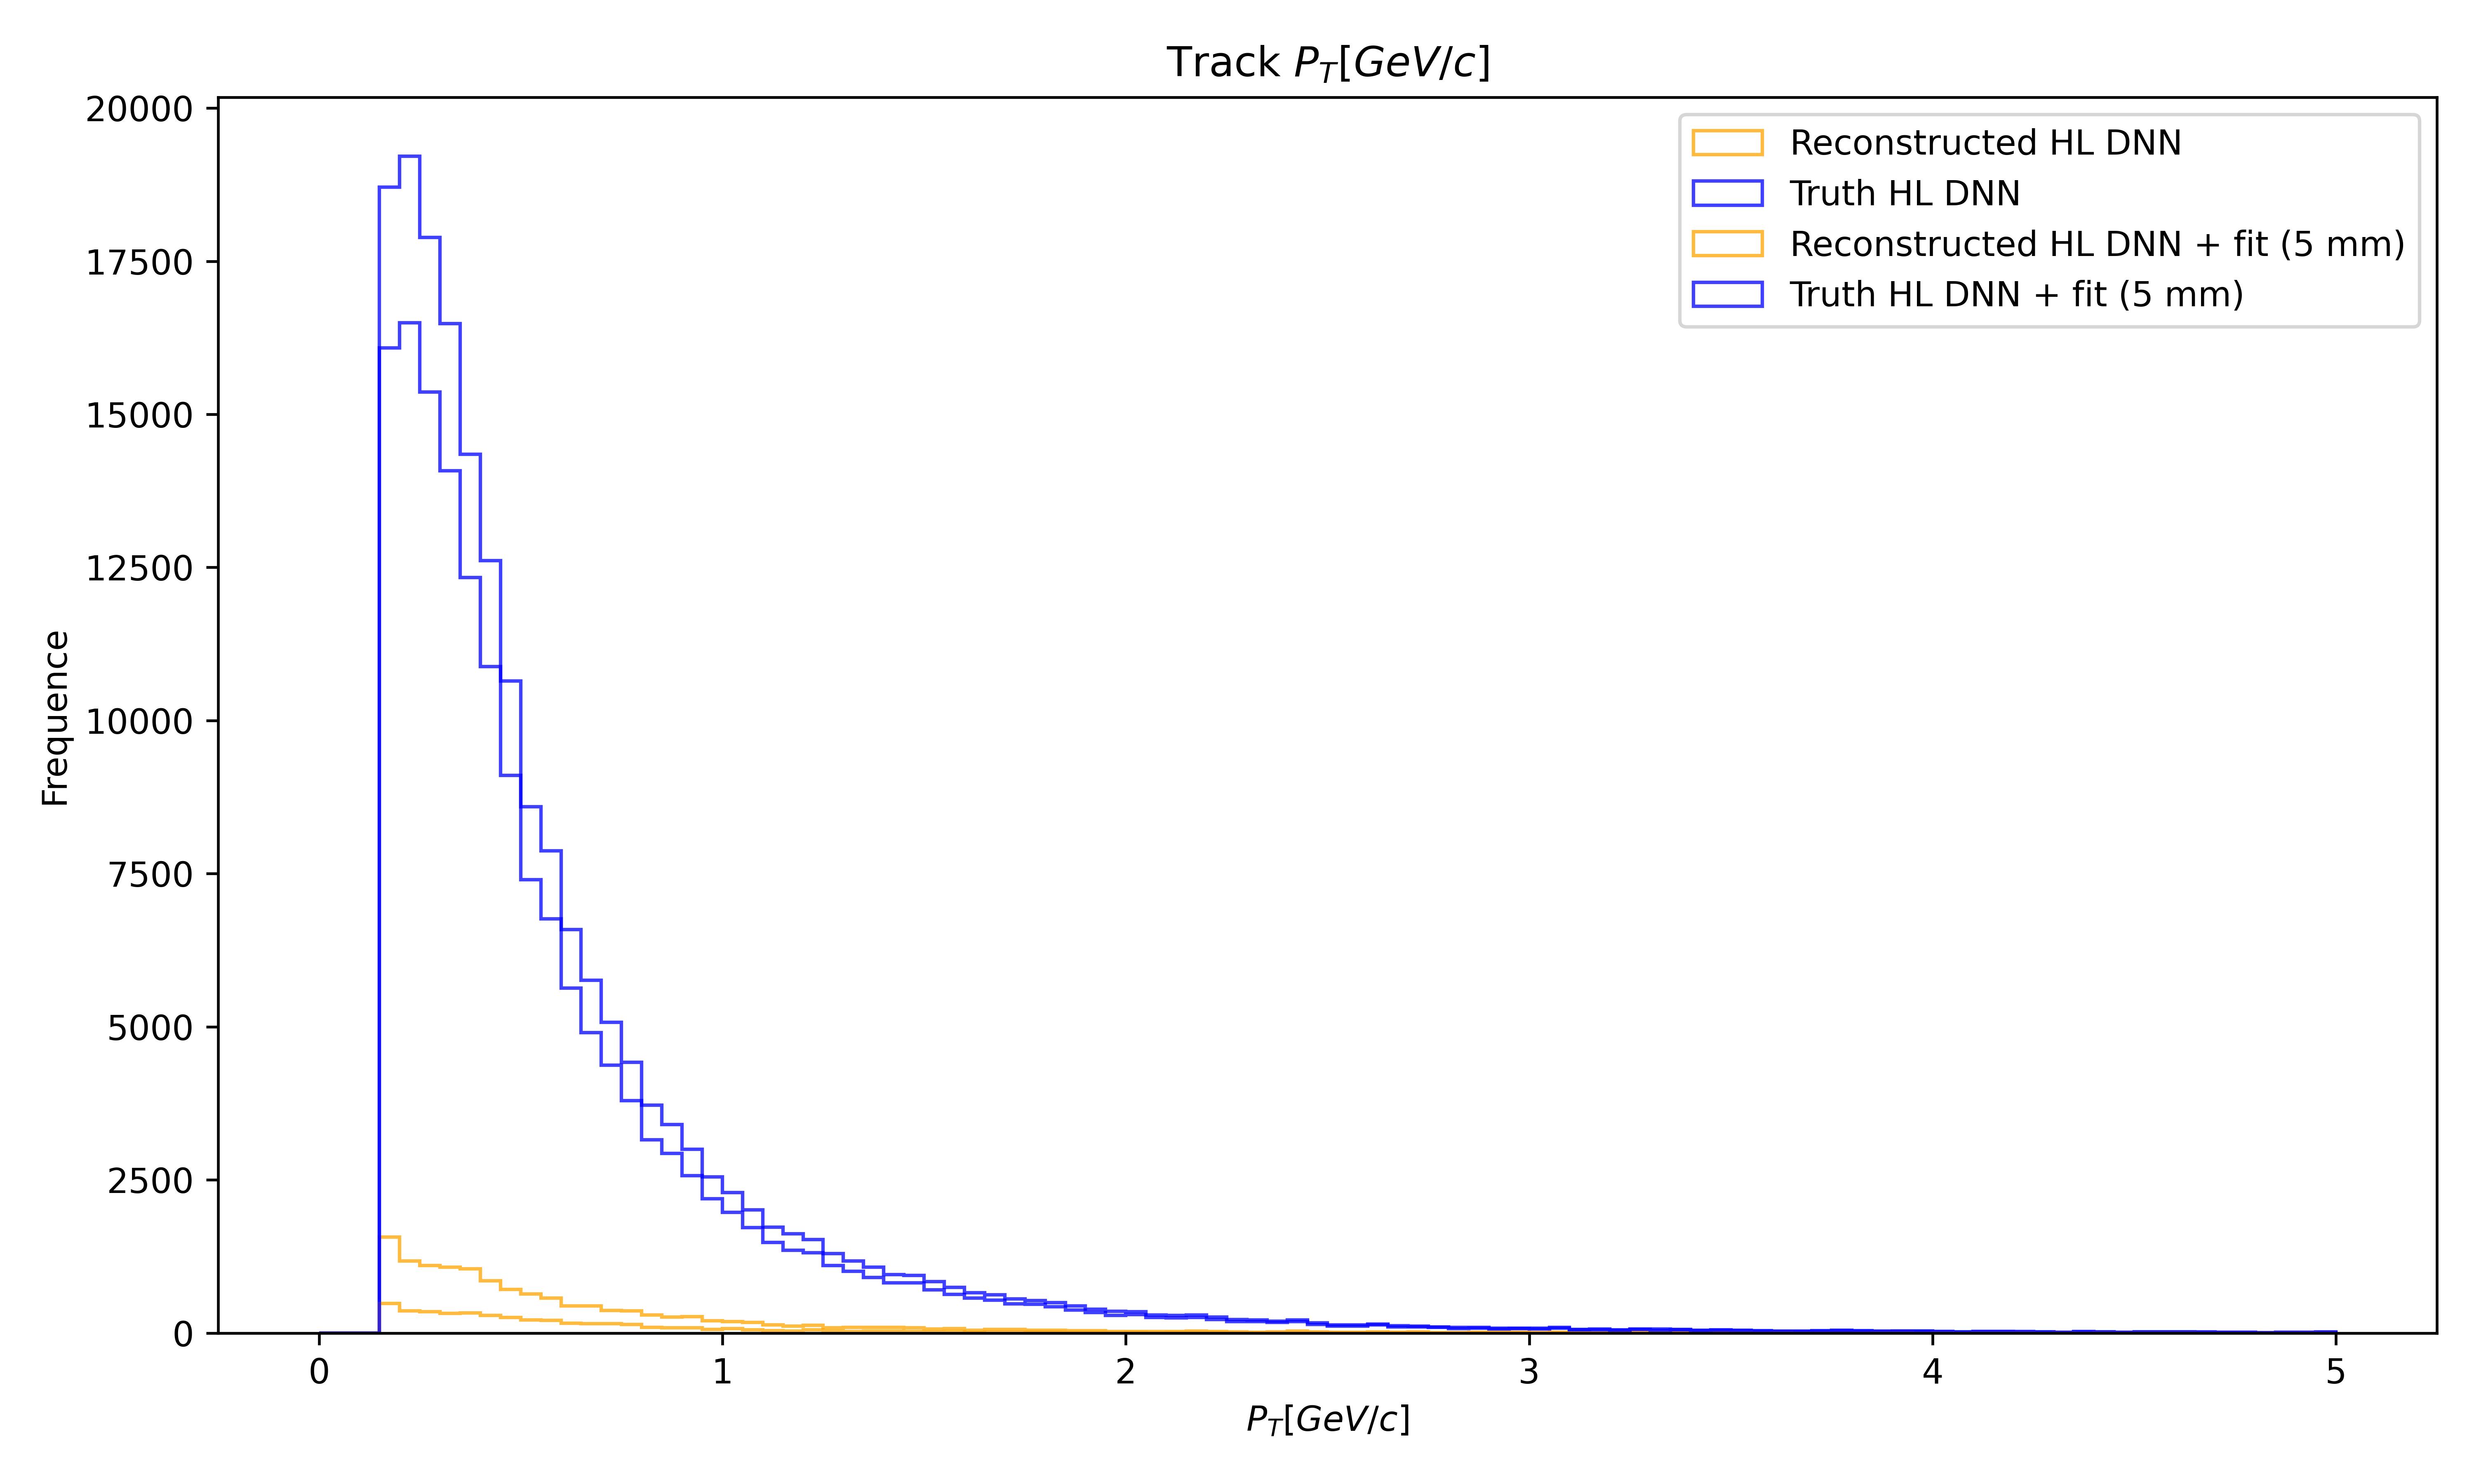 Track P_T[GeV/c]
20000
17500
15000
12500
10000
7500
5000
2500
0
Frequence
Reconstructed HL DNN
Truth HL DNN
Reconstructed HL DNN + fit (5 mm)
Truth HL DNN + fit (5 mm)
0 1 2 3 4 5
P_T[GeV/c]